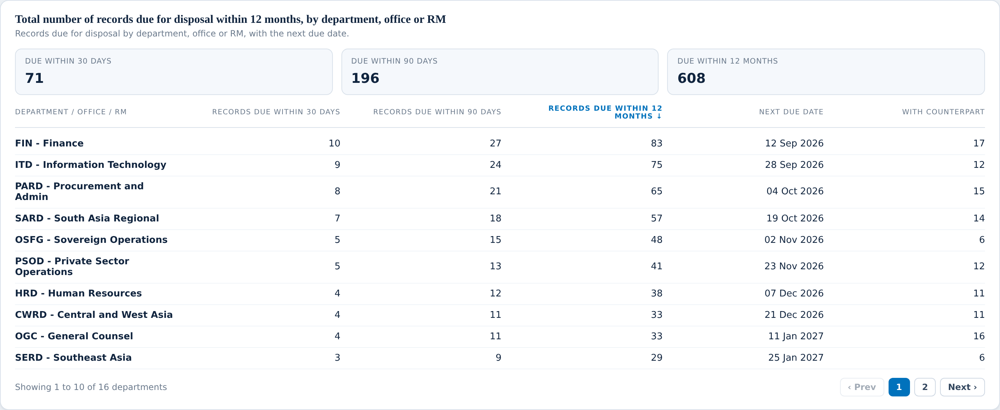 Total number of records due for disposal within 12 months, by department, office or RM
Records due for disposal by department, office or RM, with the next due date.
DUE WITHIN 30 DAYS
71
DUE WITHIN 90 DAYS
196
DUE WITHIN 12 MONTHS
608
DEPARTMENT / OFFICE / RM RECORDS DUE WITHIN 30 DAYS RECORDS DUE WITHIN 90 DAYS RECORDS DUE WITHIN 12 MONTHS ↓ NEXT DUE DATE WITH COUNTERPART
FIN - Finance 10 27 83 12 Sep 2026 17
ITD - Information Technology 9 24 75 28 Sep 2026 12
PARD - Procurement and
Admin 8 21 65 04 Oct 2026 15
SARD - South Asia Regional 7 18 57 19 Oct 2026 14
OSFG - Sovereign Operations 5 15 48 02 Nov 2026 6
PSOD - Private Sector
Operations 5 13 41 23 Nov 2026 12
HRD - Human Resources 4 12 38 07 Dec 2026 11
CWRD - Central and West Asia 4 11 33 21 Dec 2026 11
OGC - General Counsel 4 11 33 11 Jan 2027 16
SERD - Southeast Asia 3 9 29 25 Jan 2027 6
Showing 1 to 10 of 16 departments ‹ Prev 1 2 Next ›